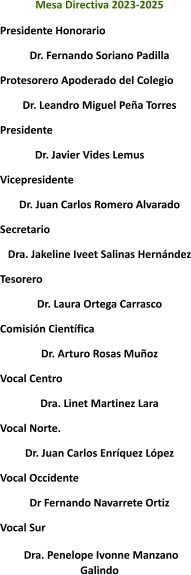 Mesa Directiva 2023-2025
Presidente Honorario
Dr. Fernando Soriano Padilla
Protesorero Apoderado del Colegio
Dr. Leandro Miguel Peña Torres
Presidente
Dr. Javier Vides Lemus
Vicepresidente
Dr. Juan Carlos Romero Alvarado
Secretario
Dra. Jakeline Iveet Salinas Hernández
Tesorero
Dr. Laura Ortega Carrasco
Comisión Científica
Dr. Arturo Rosas Muñoz
Vocal Centro
Dra. Linet Martinez Lara
Vocal Norte.
Dr. Juan Carlos Enríquez López
Vocal Occidente
Dr Fernando Navarrete Ortiz
Vocal Sur
Dra. Penelope Ivonne Manzano
Galindo